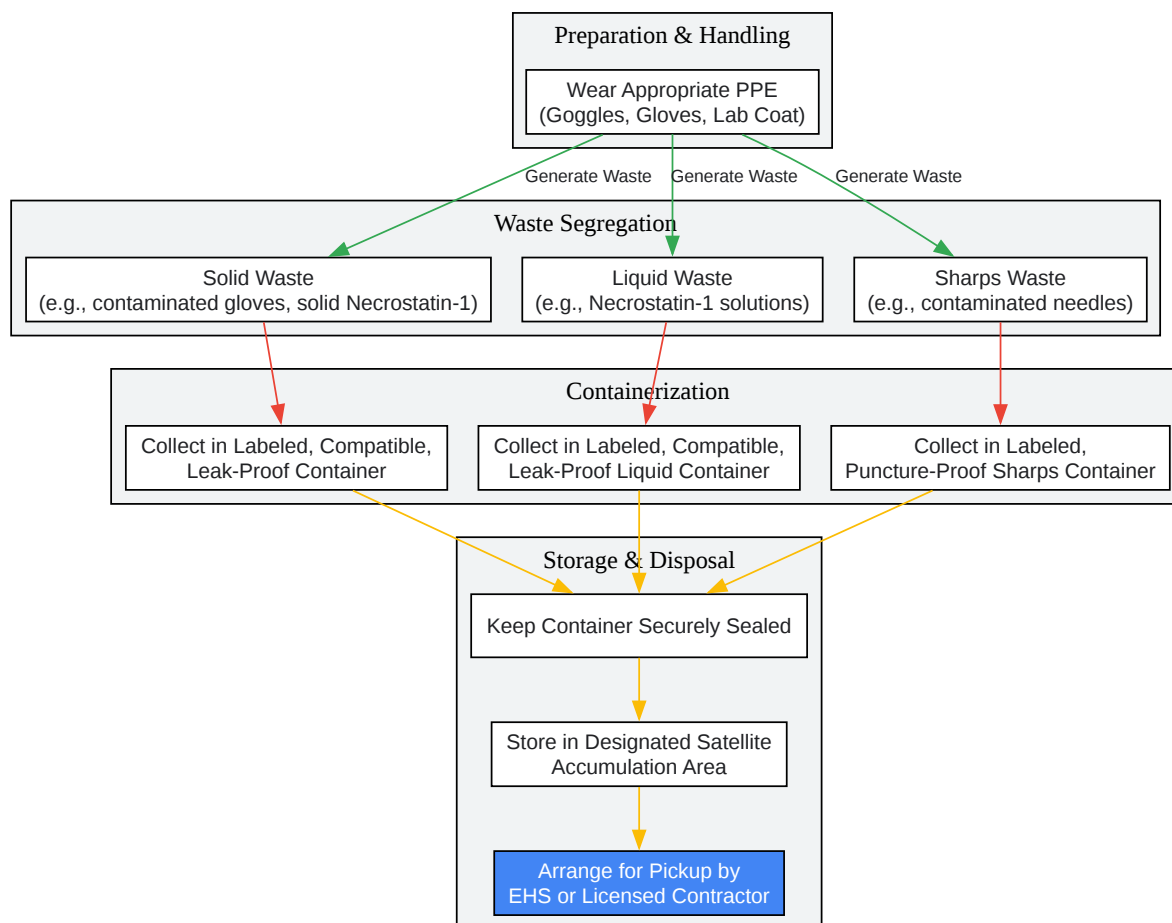 Preparation & Handling
Wear Appropriate PPE
(Goggles, Gloves, Lab Coat)
Generate Waste
Generate Waste
Generate Waste
Waste Segregation
Solid Waste
(e.g., contaminated gloves, solid Necrostatin-1)
Liquid Waste
(e.g., Necrostatin-1 solutions)
Sharps Waste
(e.g., contaminated needles)
Containerization
Collect in Labeled, Compatible,
Leak-Proof Container
Collect in Labeled, Compatible,
Leak-Proof Liquid Container
Collect in Labeled,
Puncture-Proof Sharps Container
Storage & Disposal
Keep Container Securely Sealed
Store in Designated Satellite
Accumulation Area
Arrange for Pickup by
EHS or Licensed Contractor